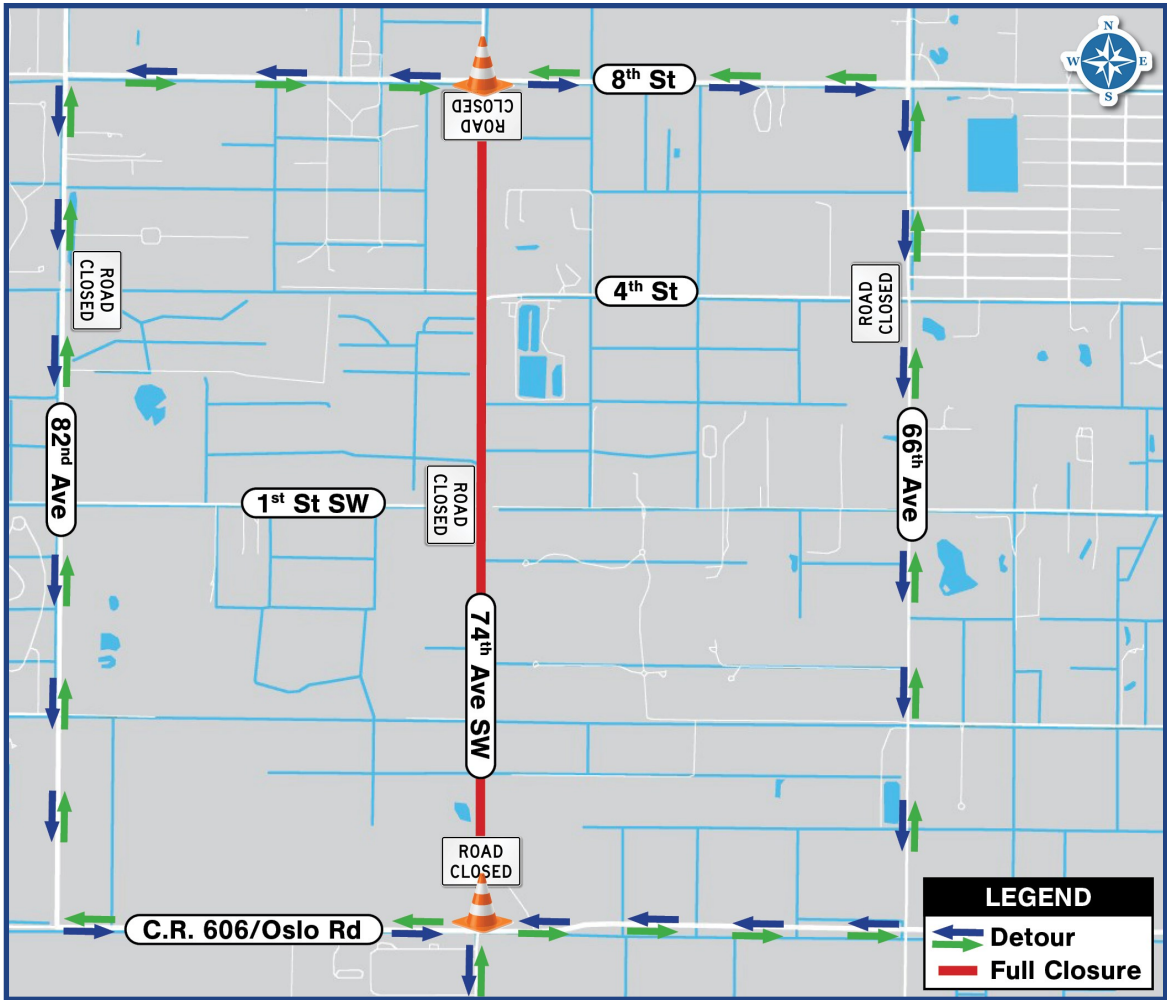 N
W E
S
8th St
ROAD
CLOSED
ROAD
CLOSED
4th St
ROAD
CLOSED
82nd Ave
66th Ave
1st St SW
ROAD
CLOSED
74th Ave SW
ROAD
CLOSED
LEGEND
C.R. 606/Oslo Rd
Detour
Full Closure